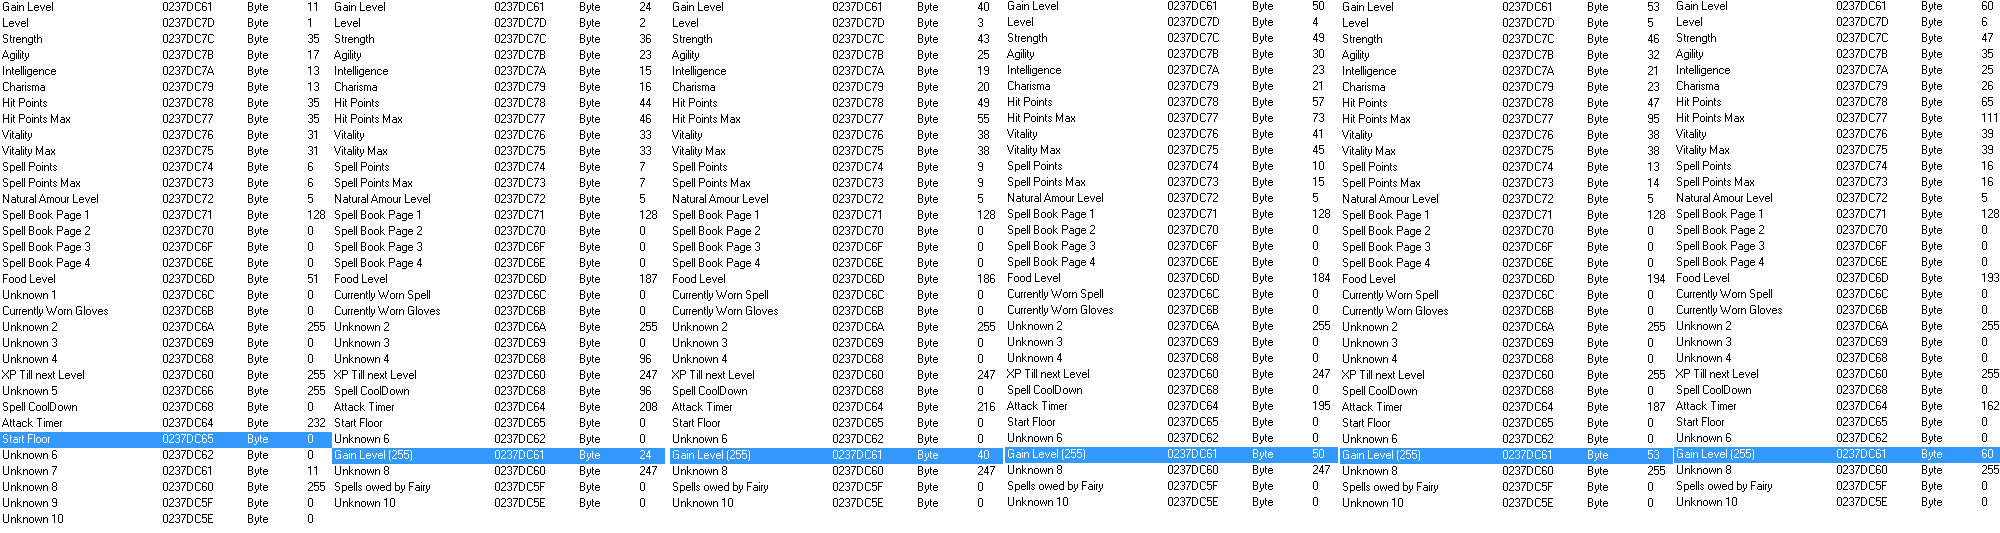 Gain Level 0237DC61 Byte 11
Level 0237DC7D Byte 1
Strength 0237DC7C Byte 35
Agility 0237DC7B Byte 17
Intelligence 0237DC7A Byte 13
Charisma 0237DC79 Byte 13
Hit Points 0237DC78 Byte 35
Hit Points Max 0237DC77 Byte 35
Vitality 0237DC76 Byte 31
Vitality Max 0237DC75 Byte 31
Spell Points 0237DC74 Byte 6
Spell Points Max 0237DC73 Byte 6
Natural Amour Level 0237DC72 Byte 5
Spell Book Page 1 0237DC71 Byte 128
Spell Book Page 2 0237DC70 Byte 0
Spell Book Page 3 0237DC6F Byte 0
Spell Book Page 4 0237DC6E Byte 0
Food Level 0237DC6D Byte 51
Unknown 1 0237DC6C Byte 0
Currently Worn Gloves 0237DC6B Byte 0
Unknown 2 0237DC6A Byte 255
Unknown 3 0237DC69 Byte 0
Unknown 4 0237DC68 Byte 0
XP Till next Level 0237DC60 Byte 255
Unknown 5 0237DC66 Byte 255
Spell CoolDown 0237DC68 Byte 0
Attack Timer 0237DC64 Byte 232
Start Floor 0237DC65 Byte 0
Unknown 6 0237DC62 Byte 0
Unknown 7 0237DC61 Byte 11
Unknown 8 0237DC60 Byte 255
Unknown 9 0237DC5F Byte 0
Unknown 10 0237DC5E Byte 0
Gain Level 0237DC61 Byte 24
Level 0237DC7D Byte 2
Strength 0237DC7C Byte 36
Agility 0237DC7B Byte 23
Intelligence 0237DC7A Byte 15
Charisma 0237DC79 Byte 16
Hit Points 0237DC78 Byte 44
Hit Points Max 0237DC77 Byte 46
Vitality 0237DC76 Byte 33
Vitality Max 0237DC75 Byte 33
Spell Points 0237DC74 Byte 7
Spell Points Max 0237DC73 Byte 7
Natural Amour Level 0237DC72 Byte 5
Spell Book Page 1 0237DC71 Byte 128
Spell Book Page 2 0237DC70 Byte 0
Spell Book Page 3 0237DC6F Byte 0
Spell Book Page 4 0237DC6E Byte 0
Food Level 0237DC6D Byte 187
Currently Worn Spell 0237DC6C Byte 0
Currently Worn Gloves 0237DC6B Byte 0
Unknown 2 0237DC6A Byte 255
Unknown 3 0237DC69 Byte 0
Unknown 4 0237DC68 Byte 96
XP Till next Level 0237DC60 Byte 247
Spell CoolDown 0237DC68 Byte 96
Attack Timer 0237DC64 Byte 208
Start Floor 0237DC65 Byte 0
Unknown 6 0237DC62 Byte 0
Gain Level (255) 0237DC61 Byte 24
Unknown 8 0237DC60 Byte 247
Spells owed by Fairy 0237DC5F Byte 0
Unknown 10 0237DC5E Byte 0
Gain Level 0237DC61 Byte 40
Level 0237DC7D Byte 3
Strength 0237DC7C Byte 43
Agility 0237DC7B Byte 25
Intelligence 0237DC7A Byte 19
Charisma 0237DC79 Byte 20
Hit Points 0237DC78 Byte 49
Hit Points Max 0237DC77 Byte 55
Vitality 0237DC76 Byte 38
Vitality Max 0237DC75 Byte 38
Spell Points 0237DC74 Byte 9
Spell Points Max 0237DC73 Byte 9
Natural Amour Level 0237DC72 Byte 5
Spell Book Page 1 0237DC71 Byte 128
Spell Book Page 2 0237DC70 Byte 0
Spell Book Page 3 0237DC6F Byte 0
Spell Book Page 4 0237DC6E Byte 0
Food Level 0237DC6D Byte 186
Currently Worn Spell 0237DC6C Byte 0
Currently Worn Gloves 0237DC6B Byte 0
Unknown 2 0237DC6A Byte 255
Unknown 3 0237DC69 Byte 0
Unknown 4 0237DC68 Byte 0
XP Till next Level 0237DC60 Byte 247
Spell CoolDown 0237DC68 Byte 0
Attack Timer 0237DC64 Byte 216
Start Floor 0237DC65 Byte 0
Unknown 6 0237DC62 Byte 0
Gain Level (255) 0237DC61 Byte 40
Unknown 8 0237DC60 Byte 247
Spells owed by Fairy 0237DC5F Byte 0
Unknown 10 0237DC5E Byte 0
Gain Level 0237DC61 Byte 50
Level 0237DC7D Byte 4
Strength 0237DC7C Byte 49
Agility 0237DC7B Byte 30
Intelligence 0237DC7A Byte 23
Charisma 0237DC79 Byte 21
Hit Points 0237DC78 Byte 57
Hit Points Max 0237DC77 Byte 73
Vitality 0237DC76 Byte 41
Vitality Max 0237DC75 Byte 45
Spell Points 0237DC74 Byte 10
Spell Points Max 0237DC73 Byte 15
Natural Amour Level 0237DC72 Byte 5
Spell Book Page 1 0237DC71 Byte 128
Spell Book Page 2 0237DC70 Byte 0
Spell Book Page 3 0237DC6F Byte 0
Spell Book Page 4 0237DC6E Byte 0
Food Level 0237DC6D Byte 184
Currently Worn Spell 0237DC6C Byte 0
Currently Worn Gloves 0237DC6B Byte 0
Unknown 2 0237DC6A Byte 255
Unknown 3 0237DC69 Byte 0
Unknown 4 0237DC68 Byte 0
XP Till next Level 0237DC60 Byte 247
Spell CoolDown 0237DC68 Byte 0
Attack Timer 0237DC64 Byte 195
Start Floor 0237DC65 Byte 0
Unknown 6 0237DC62 Byte 0
Gain Level (255) 0237DC61 Byte 50
Unknown 8 0237DC60 Byte 247
Spells owed by Fairy 0237DC5F Byte 0
Unknown 10 0237DC5E Byte 0
Gain Level 0237DC61 Byte 53
Level 0237DC7D Byte 5
Strength 0237DC7C Byte 46
Agility 0237DC7B Byte 32
Intelligence 0237DC7A Byte 21
Charisma 0237DC79 Byte 23
Hit Points 0237DC78 Byte 47
Hit Points Max 0237DC77 Byte 95
Vitality 0237DC76 Byte 38
Vitality Max 0237DC75 Byte 38
Spell Points 0237DC74 Byte 13
Spell Points Max 0237DC73 Byte 14
Natural Amour Level 0237DC72 Byte 5
Spell Book Page 1 0237DC71 Byte 128
Spell Book Page 2 0237DC70 Byte 0
Spell Book Page 3 0237DC6F Byte 0
Spell Book Page 4 0237DC6E Byte 0
Food Level 0237DC6D Byte 194
Currently Worn Spell 0237DC6C Byte 0
Currently Worn Gloves 0237DC6B Byte 0
Unknown 2 0237DC6A Byte 255
Unknown 3 0237DC69 Byte 0
Unknown 4 0237DC68 Byte 0
XP Till next Level 0237DC60 Byte 255
Spell CoolDown 0237DC68 Byte 0
Attack Timer 0237DC64 Byte 187
Start Floor 0237DC65 Byte 0
Unknown 6 0237DC62 Byte 0
Gain Level (255) 0237DC61 Byte 53
Unknown 8 0237DC60 Byte 255
Spells owed by Fairy 0237DC5F Byte 0
Unknown 10 0237DC5E Byte 0
Gain Level 0237DC61 Byte 60
Level 0237DC7D Byte 6
Strength 0237DC7C Byte 47
Agility 0237DC7B Byte 35
Intelligence 0237DC7A Byte 25
Charisma 0237DC79 Byte 26
Hit Points 0237DC78 Byte 65
Hit Points Max 0237DC77 Byte 111
Vitality 0237DC76 Byte 39
Vitality Max 0237DC75 Byte 39
Spell Points 0237DC74 Byte 16
Spell Points Max 0237DC73 Byte 16
Natural Amour Level 0237DC72 Byte 5
Spell Book Page 1 0237DC71 Byte 128
Spell Book Page 2 0237DC70 Byte 0
Spell Book Page 3 0237DC6F Byte 0
Spell Book Page 4 0237DC6E Byte 0
Food Level 0237DC6D Byte 193
Currently Worn Spell 0237DC6C Byte 0
Currently Worn Gloves 0237DC6B Byte 0
Unknown 2 0237DC6A Byte 255
Unknown 3 0237DC69 Byte 0
Unknown 4 0237DC68 Byte 0
XP Till next Level 0237DC60 Byte 255
Spell CoolDown 0237DC68 Byte 0
Attack Timer 0237DC64 Byte 162
Start Floor 0237DC65 Byte 0
Unknown 6 0237DC62 Byte 0
Gain Level (255) 0237DC61 Byte 60
Unknown 8 0237DC60 Byte 255
Spells owed by Fairy 0237DC5F Byte 0
Unknown 10 0237DC5E Byte 0